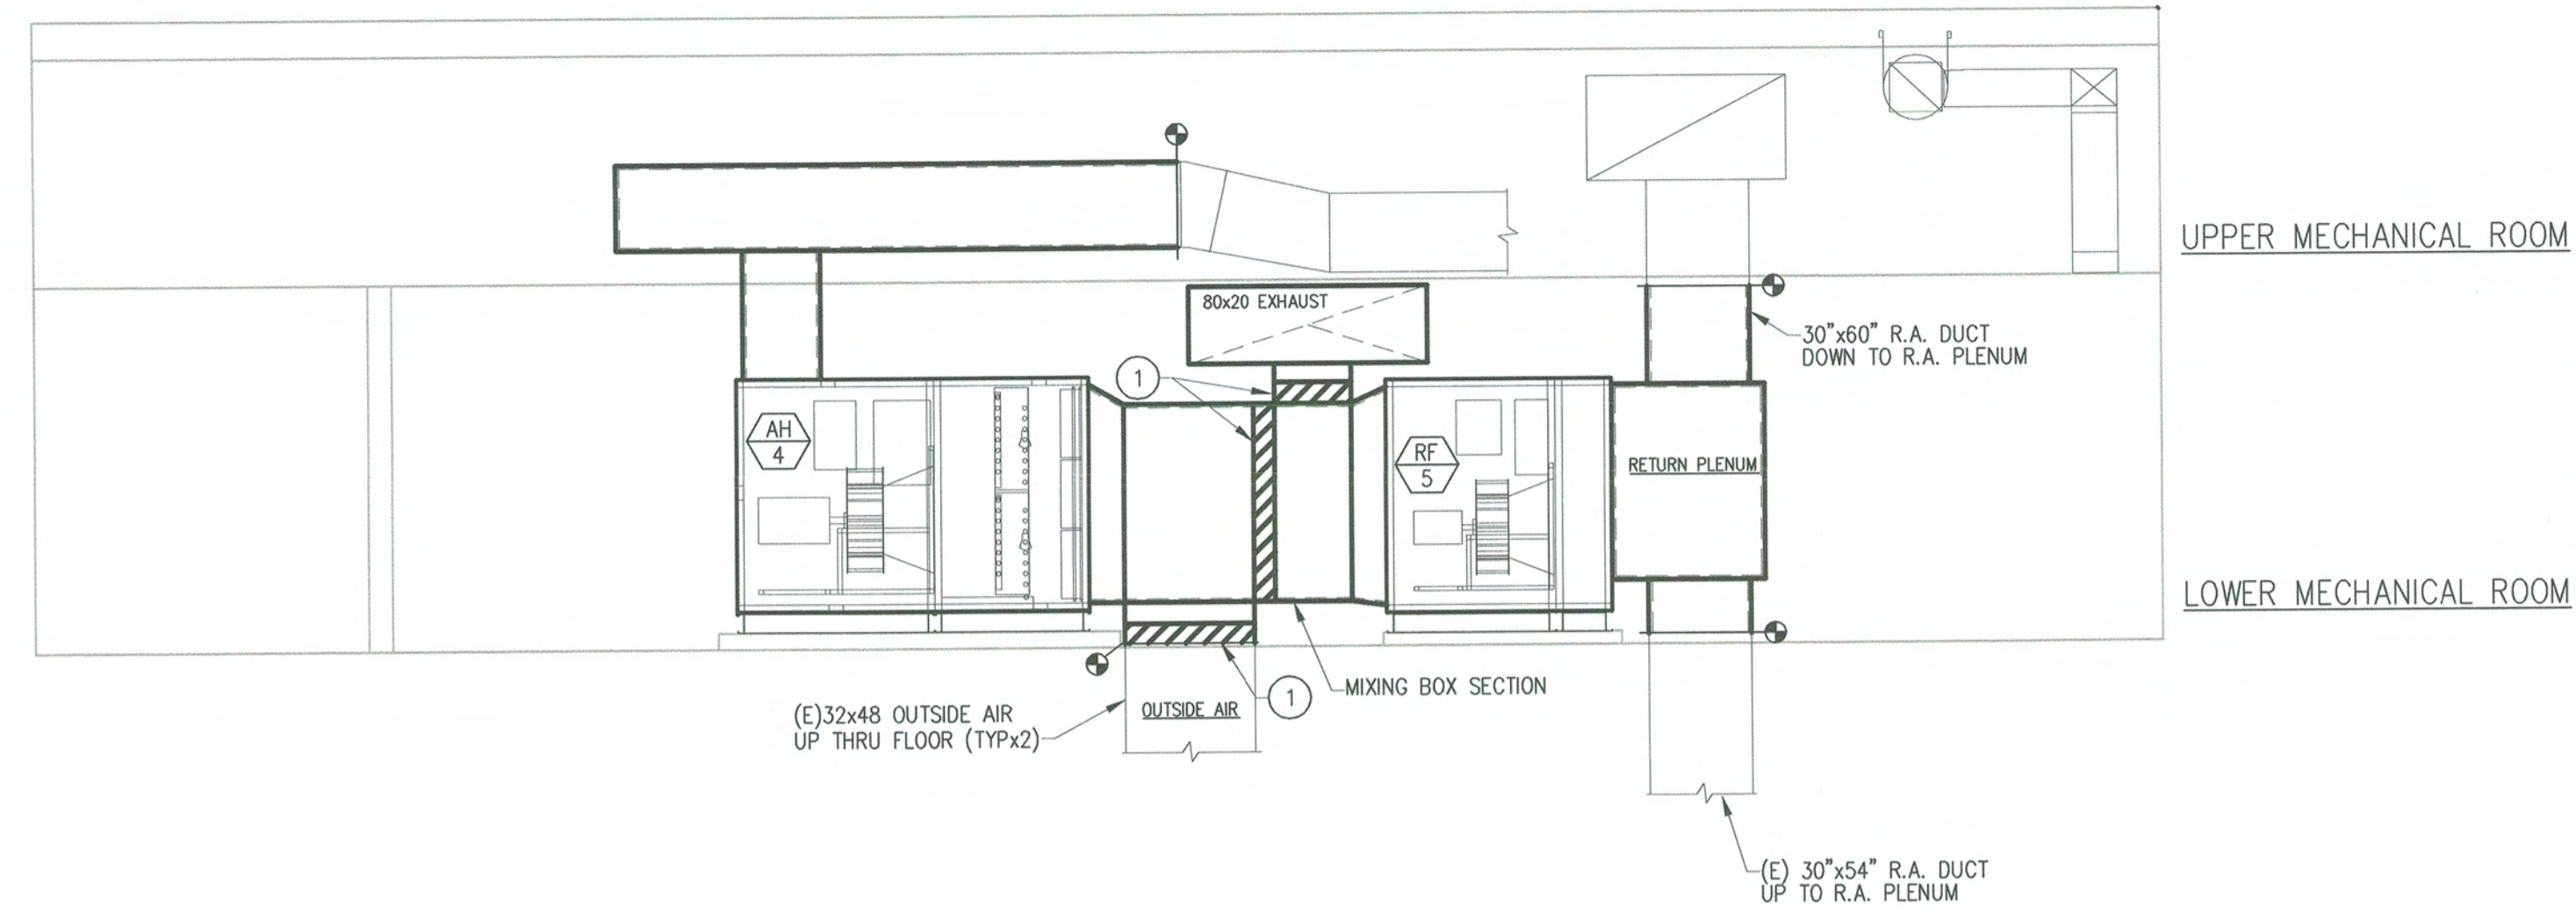 UPPER MECHANICAL ROOM
80x20 EXHAUST
30"x60" R.A. DUCT
DOWN TO R.A. PLENUM
1
AH
4
RF
5
RETURN PLENUM
LOWER MECHANICAL ROOM
MIXING BOX SECTION
1
(E)32x48 OUTSIDE AIR
UP THRU FLOOR (TYPx2)
OUTSIDE AIR
(E) 30"x54" R.A. DUCT
UP TO R.A. PLENUM